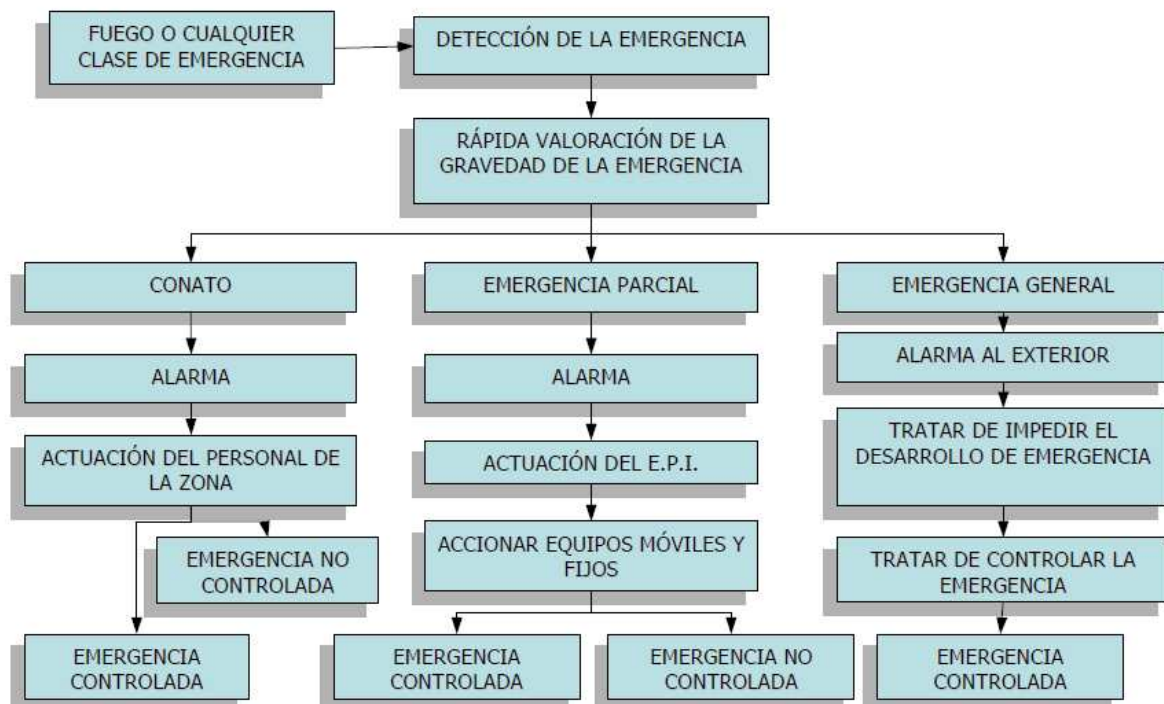 FUEGO O CUALQUIER
CLASE DE EMERGENCIA
DETECCIÓN DE LA EMERGENCIA
RÁPIDA VALORACIÓN DE LA
GRAVEDAD DE LA EMERGENCIA
CONATO
ALARMA
ACTUACIÓN DEL PERSONAL DE
LA ZONA
EMERGENCIA NO
CONTROLADA
EMERGENCIA
CONTROLADA
EMERGENCIA PARCIAL
ALARMA
ACTUACIÓN DEL E.P.I.
ACCIONAR EQUIPOS MÓVILES Y
FIJOS
EMERGENCIA
CONTROLADA
EMERGENCIA NO
CONTROLADA
EMERGENCIA GENERAL
ALARMA AL EXTERIOR
TRATAR DE IMPEDIR EL
DESARROLLO DE EMERGENCIA
TRATAR DE CONTROLAR LA
EMERGENCIA
EMERGENCIA
CONTROLADA